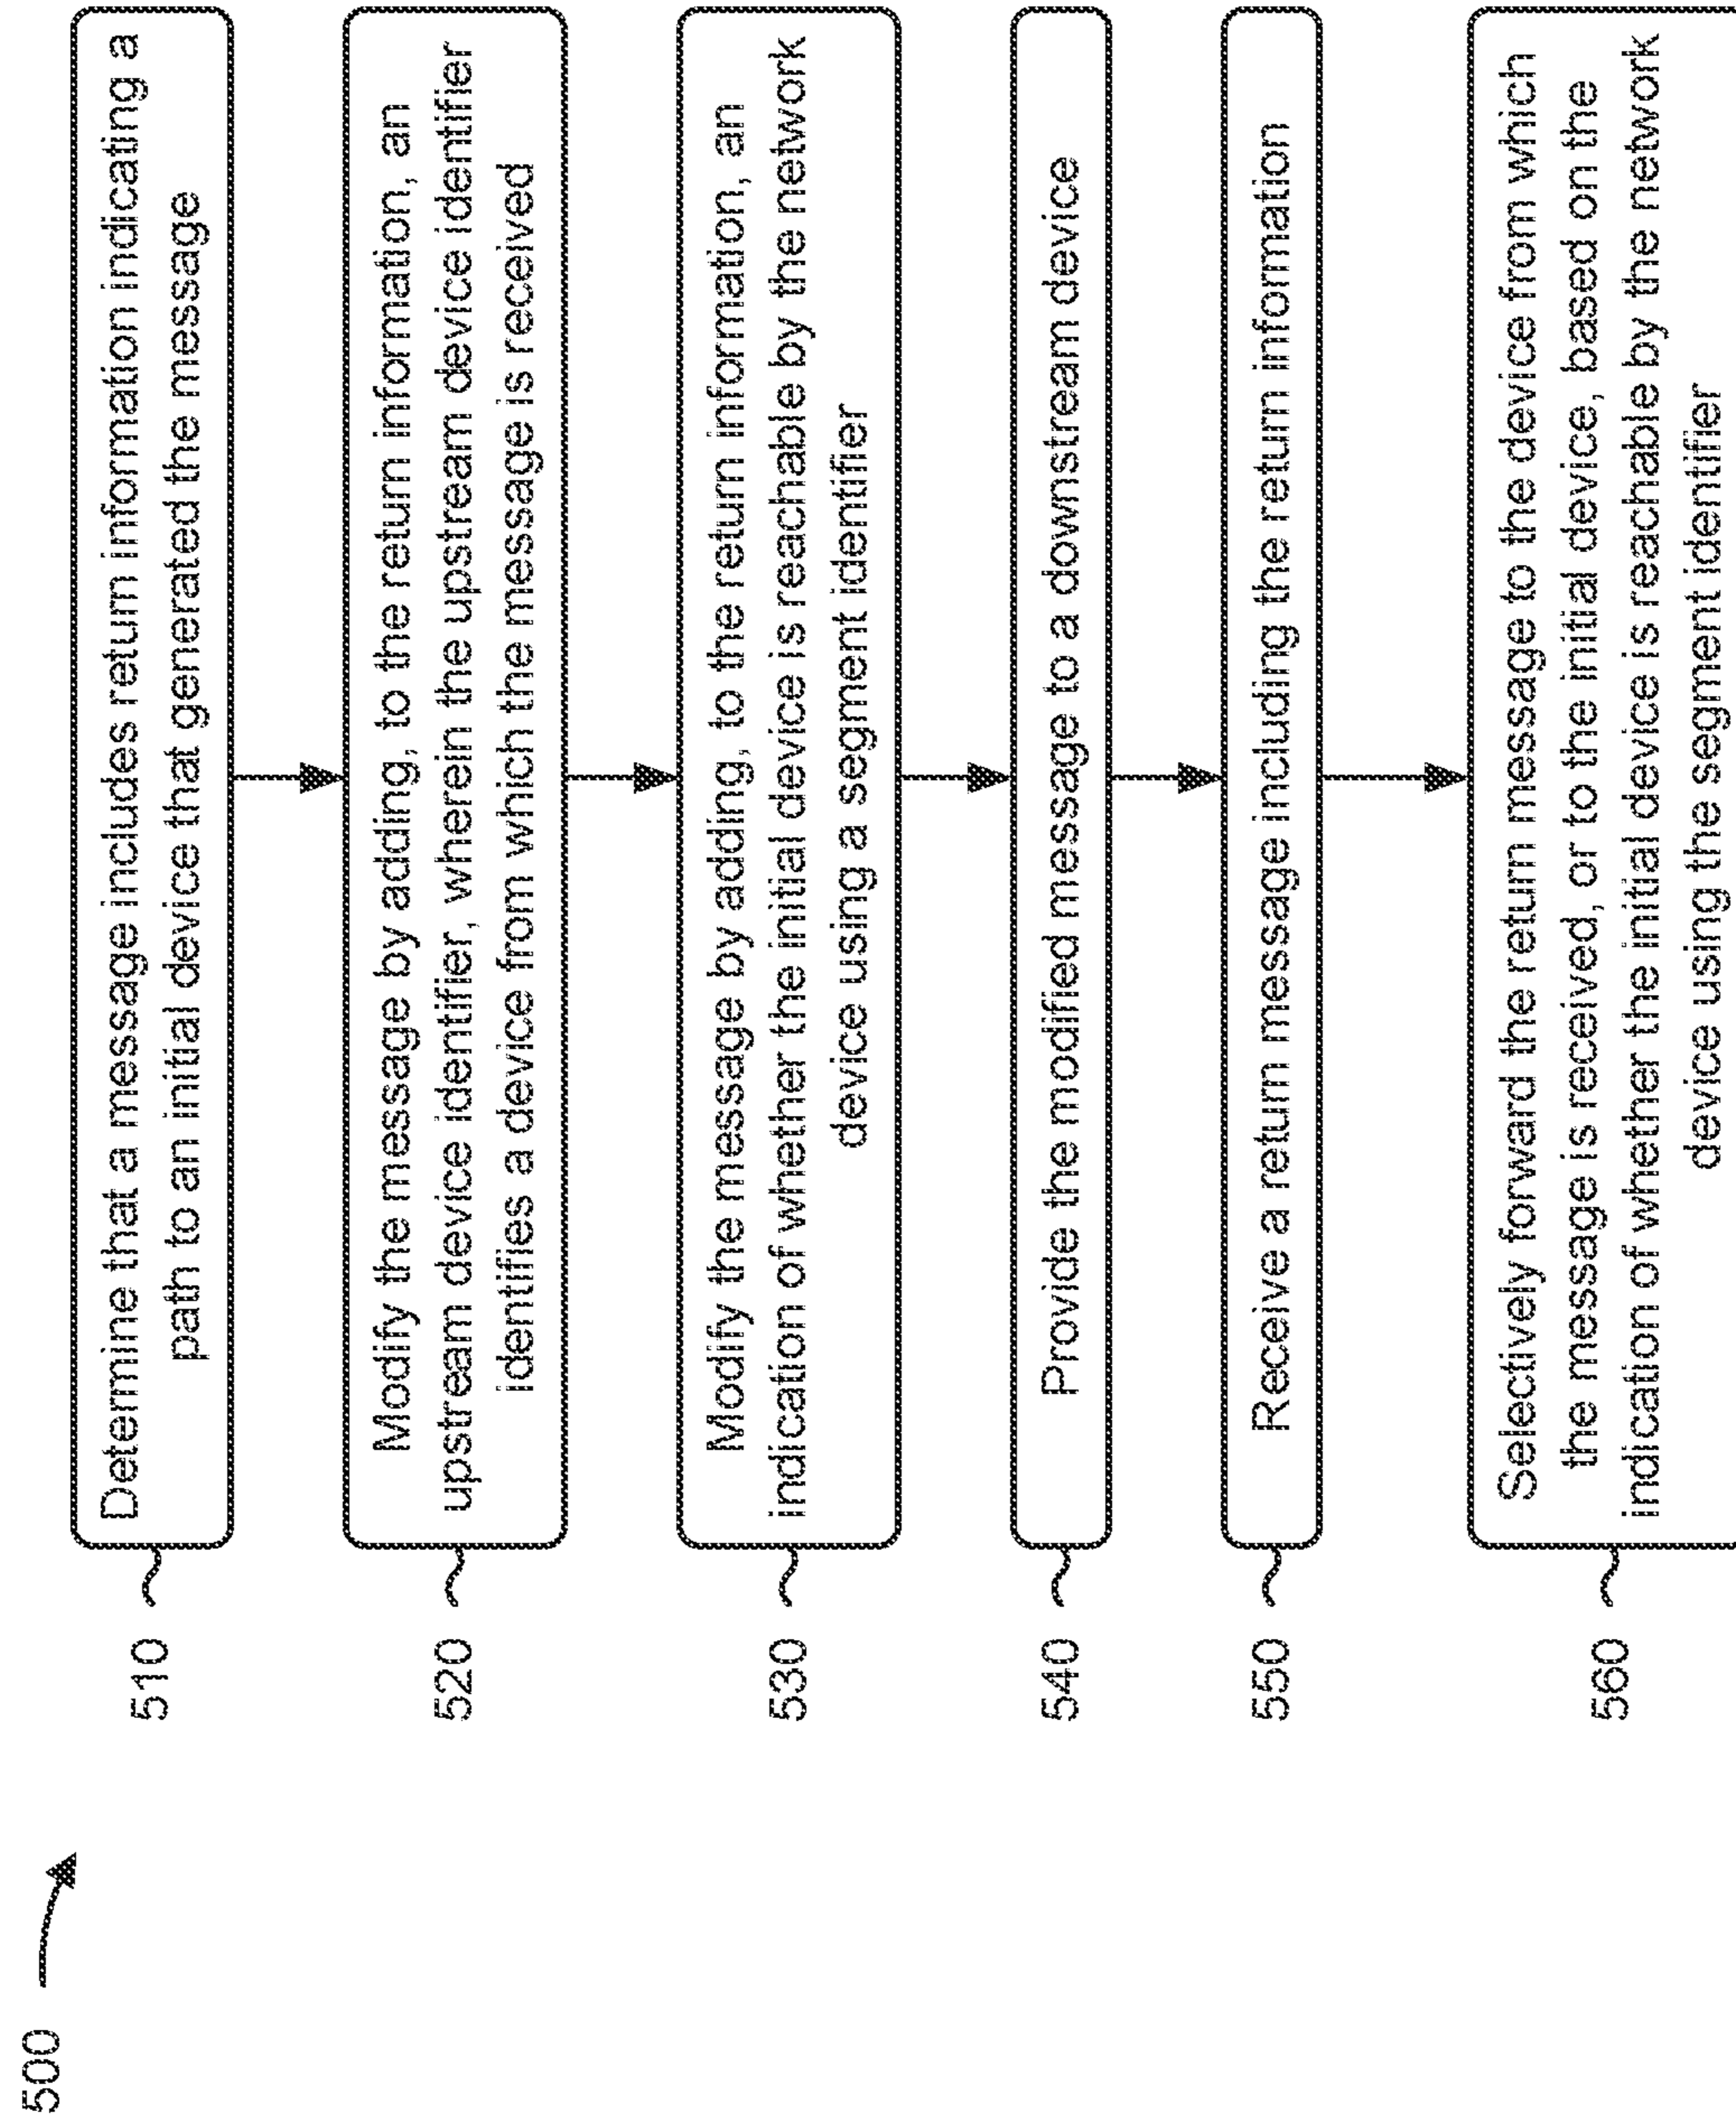 500
510
Determine that a message includes return information indicating a
path to an initial device that generated the message
520
Modify the message by adding, to the return information, an
upstream device identifier, wherein the upstream device identifier
identifies a device from which the message is received
530
Modify the message by adding, to the return information, an
indication of whether the initial device is reachable by the network
device using a segment identifier
540
Provide the modified message to a downstream device
550
Receive a return message including the return information
560
Selectively forward the return message to the device from which
the message is received, or to the initial device, based on the
indication of whether the initial device is reachable by the network
device using the segment identifier